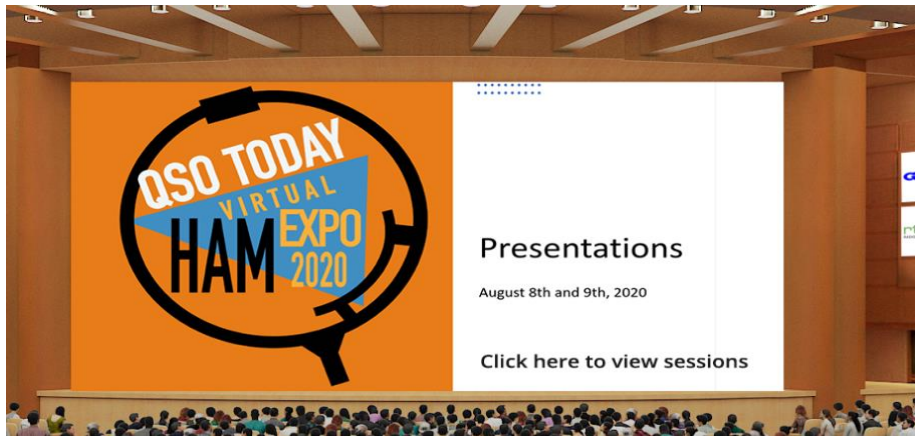 QSO TODAY
VIRTUAL
HAM EXPO
2020
Presentations
August 8th and 9th, 2020
Click here to view sessions